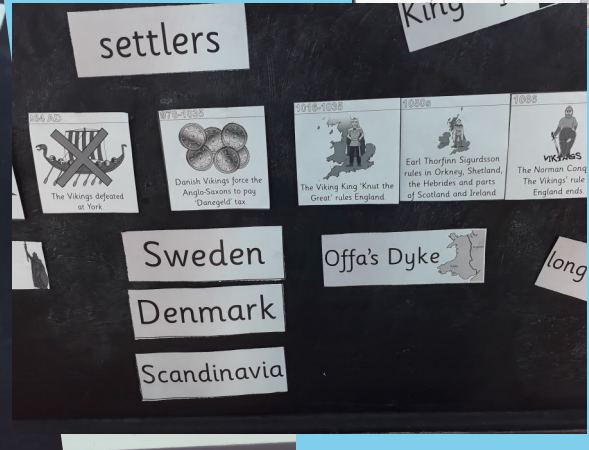 settlers
King
954 AD
The Vikings defeated
at York.
978-1035
Danish Vikings force the
Anglo-Saxons to pay
'Danegeld' tax.
1016-1035
The Viking King 'Knut the
Great' rules England.
1050s
Earl Thorfinn Sigurdsson
rules in Orkney, Shetland,
the Hebrides and parts
of Scotland and Ireland.
1066
VIKINGS
The Norman Conq
The Vikings' rule
England ends.
Sweden
Denmark
Scandinavia
Offa's Dyke
long